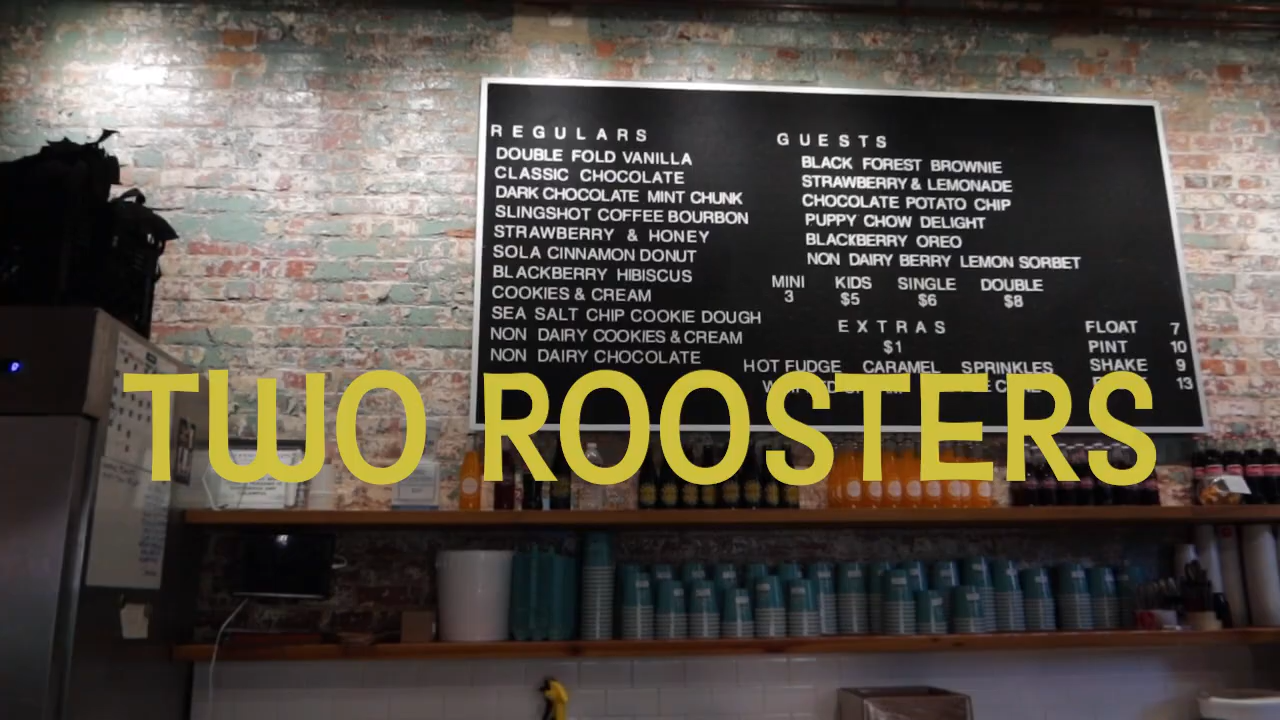 REGULARS
DOUBLE FOLD VANILLA
CLASSIC CHOCOLATE
DARK CHOCOLATE MINT CHUNK
SLINGSHOT COFFEE BOURBON
STRAWBERRY & HONEY
SOLA CINNAMON DONUT
BLACKBERRY HIBISCUS
COOKIES & CREAM
SEA SALT CHIP COOKIE DOUGH
NON DAIRY COOKIES & CREAM
NON DAIRY CHOCOLATE
GUESTS
BLACK FOREST BROWNIE
STRAWBERRY & LEMONADE
CHOCOLATE POTATO CHIP
PUPPY CHOW DELIGHT
BLACKBERRY OREO
NON DAIRY BERRY LEMON SORBET
MINI KIDS SINGLE DOUBLE
3 $5 $6 $8
EXTRAS
$1
HOT FUDGE CARAMEL SPRINKLES
FLOAT 7
PINT 10
SHAKE 9
13
TWO ROOSTERS